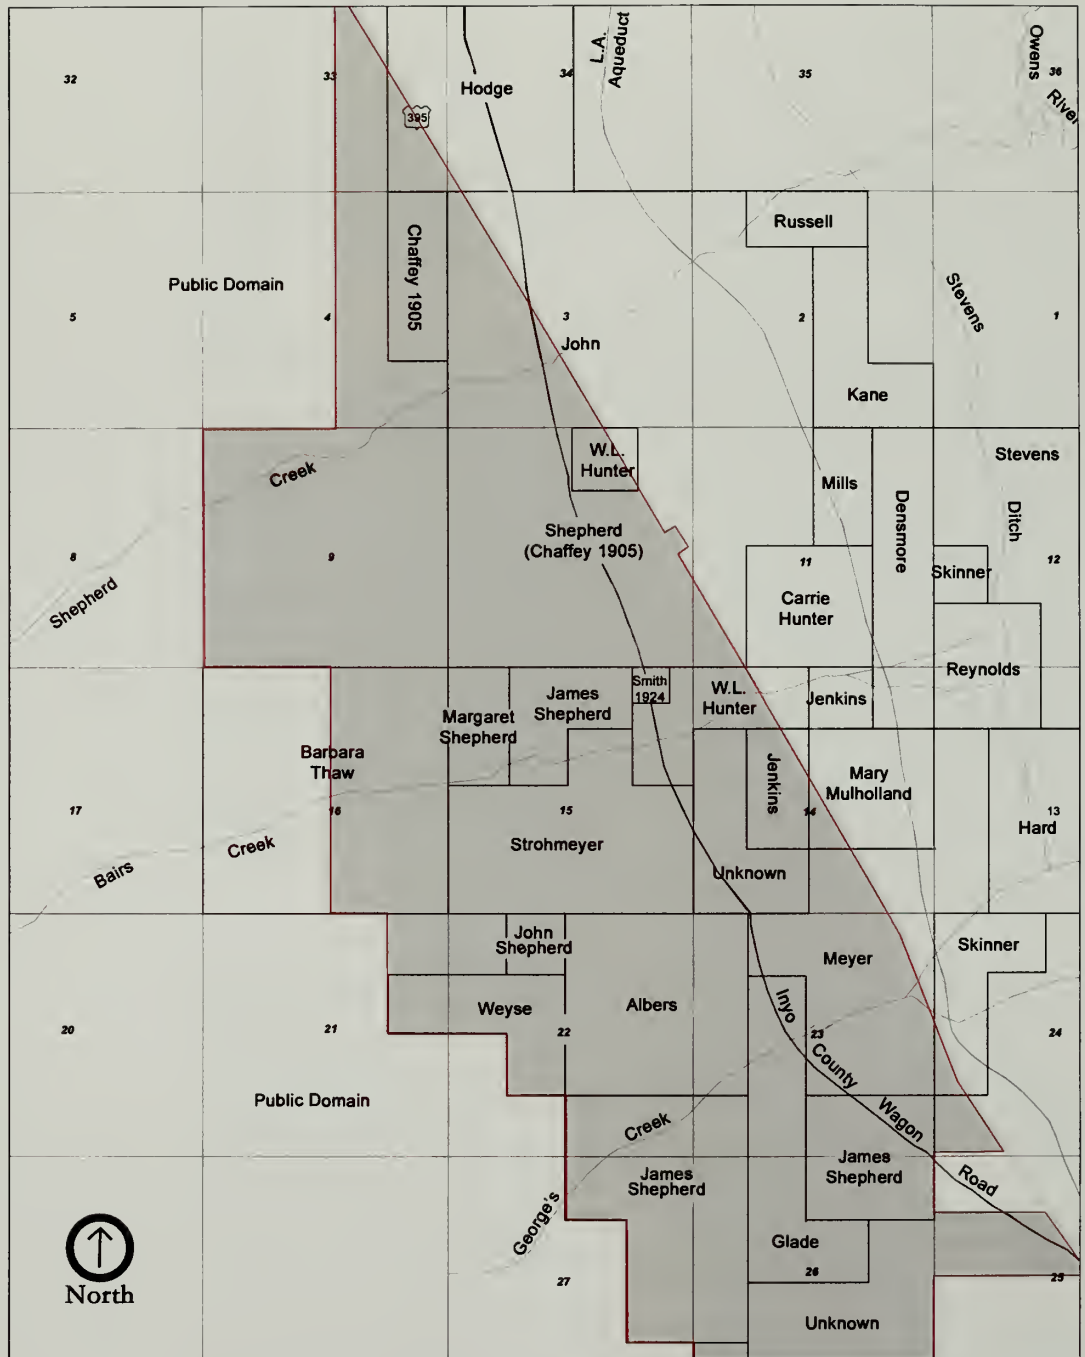 32
33
34
35
36
Hodge
L.A.
Aqueduct
Owens
River
395
Russell
Chaffey 1905
Public Domain
Stevens
5
4
3
2
1
John
Kane
W.L.
Hunter
Stevens
Creek
Mills
Densmore
Ditch
Shepherd
(Chaffey 1905)
8
9
11
12
Skinner
Carrie
Hunter
Shepherd
Reynolds
Smith
1924
W.L.
Hunter
James
Shepherd
Jenkins
Margaret
Shepherd
Barbara
Thaw
Jenkins
Mary
Mulholland
17
16
15
14
13
Hard
Strohmeyer
Creek
Bairs
Unknown
John
Shepherd
Skinner
Meyer
Weyse
Albers
Inyo
20
21
22
23
24
County
Public Domain
Wagon
Creek
James
Shepherd
James
Shepherd
Road
George's
Glade
North
27
26
25
Unknown